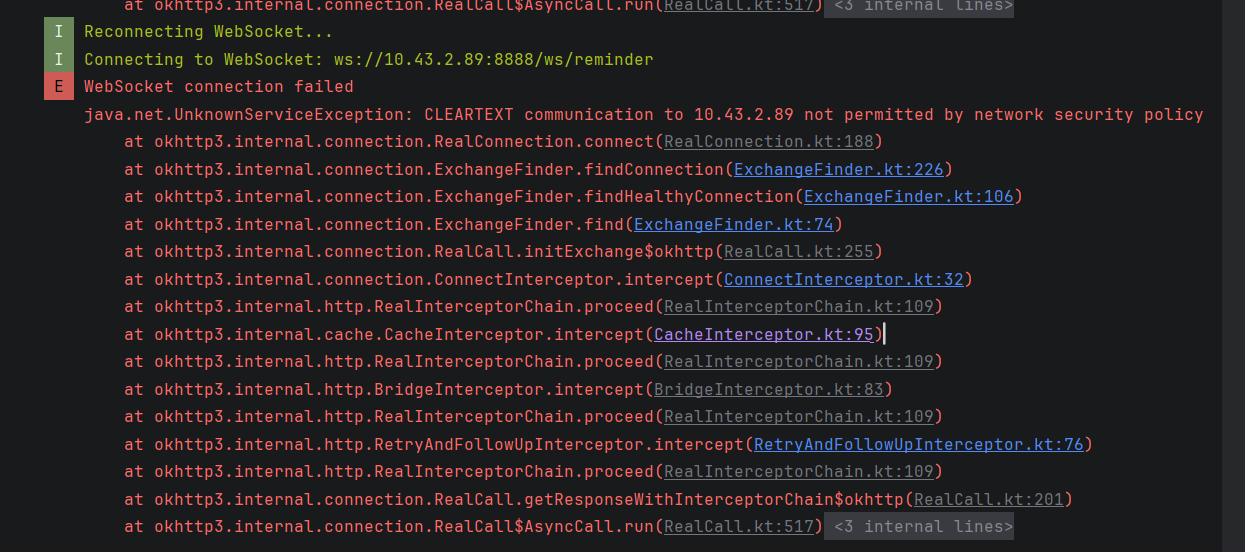 at okhttp3.internal.connection.RealCall$AsyncCall.run(RealCall.kt:517) <3 internal lines>
I Reconnecting WebSocket...
I Connecting to WebSocket: ws://10.43.2.89:8888/ws/reminder
E WebSocket connection failed
java.net.UnknownServiceException: CLEARTEXT communication to 10.43.2.89 not permitted by network security policy
at okhttp3.internal.connection.RealConnection.connect(RealConnection.kt:188)
at okhttp3.internal.connection.ExchangeFinder.findConnection(ExchangeFinder.kt:226)
at okhttp3.internal.connection.ExchangeFinder.findHealthyConnection(ExchangeFinder.kt:106)
at okhttp3.internal.connection.ExchangeFinder.find(ExchangeFinder.kt:74)
at okhttp3.internal.connection.RealCall.initExchange$okhttp(RealCall.kt:255)
at okhttp3.internal.connection.ConnectInterceptor.intercept(ConnectInterceptor.kt:32)
at okhttp3.internal.http.RealInterceptorChain.proceed(RealInterceptorChain.kt:109)
at okhttp3.internal.cache.CacheInterceptor.intercept(CacheInterceptor.kt:95)
at okhttp3.internal.http.RealInterceptorChain.proceed(RealInterceptorChain.kt:109)
at okhttp3.internal.http.BridgeInterceptor.intercept(BridgeInterceptor.kt:83)
at okhttp3.internal.http.RealInterceptorChain.proceed(RealInterceptorChain.kt:109)
at okhttp3.internal.http.RetryAndFollowUpInterceptor.intercept(RetryAndFollowUpInterceptor.kt:76)
at okhttp3.internal.http.RealInterceptorChain.proceed(RealInterceptorChain.kt:109)
at okhttp3.internal.connection.RealCall.getResponseWithInterceptorChain$okhttp(RealCall.kt:201)
at okhttp3.internal.connection.RealCall$AsyncCall.run(RealCall.kt:517) <3 internal lines>